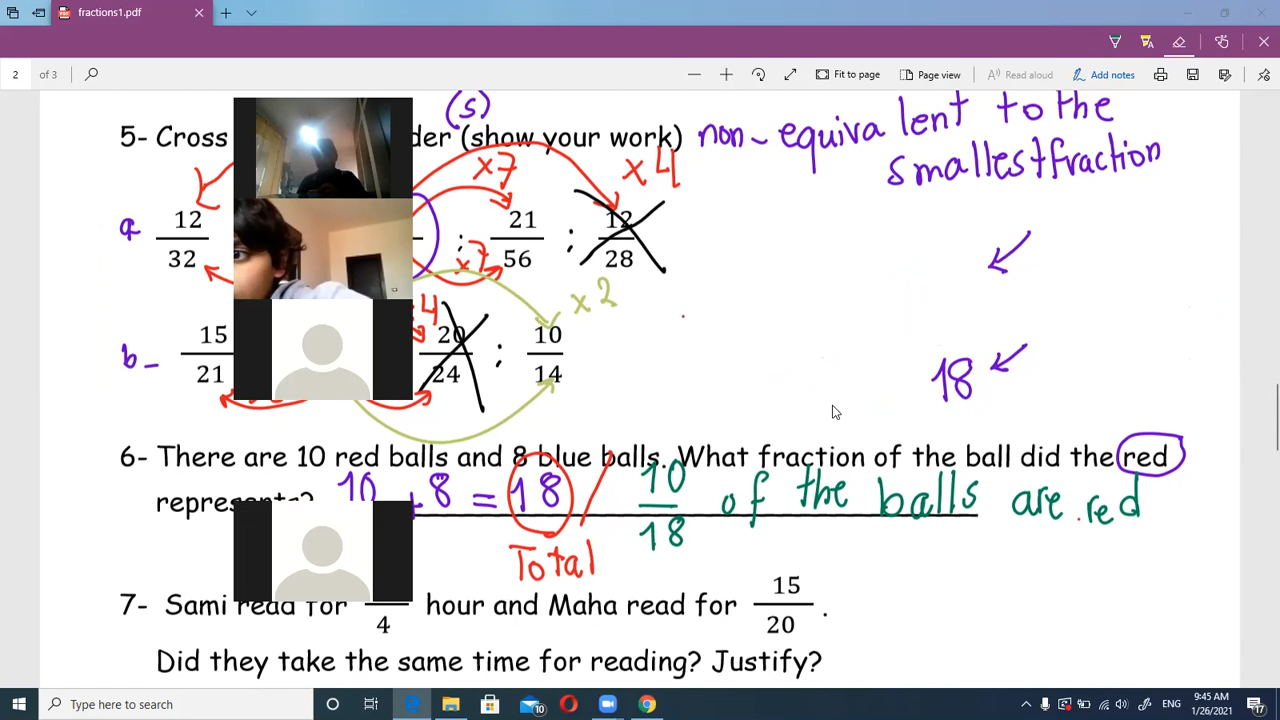 fractions1.pdf
2 of 3
Fit to page
Page view
Read aloud
Add notes
(s)
5- Cross der (show your work) non-equivalent to the
smallest fraction
x7 x4
a 12/32 ; 21/56 ; 12/28
x7
x2
4
b- 15/21 20/24 ; 10/14
18
6- There are 10 red balls and 8 blue balls. What fraction of the ball did the red
10 + 8 = 18 / 10/18 of the balls are red
Total
7- Sami read for 4 hour and Maha read for 15/20 .
Did they take the same time for reading? Justify?
Type here to search
10
ENG
9:45 AM
1/26/2021
17